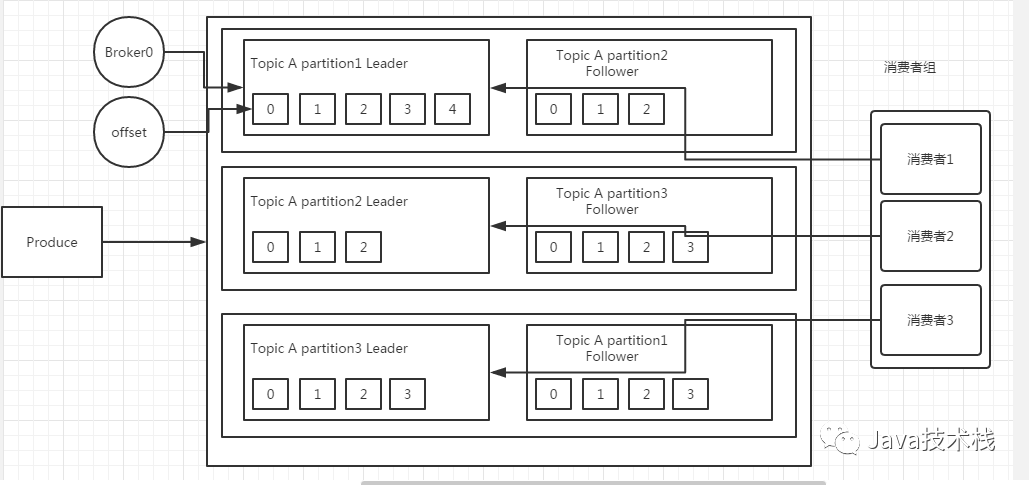 Broker0
offset
Produce
Topic A partition1 Leader
0 1 2 3 4
Topic A partition2
Follower
0 1 2
Topic A partition2 Leader
0 1 2
Topic A partition3
Follower
0 1 2 3
Topic A partition3 Leader
0 1 2 3
Topic A partition1
Follower
0 1 2 3
消费者组
消费者1
消费者2
消费者3
Java技术栈